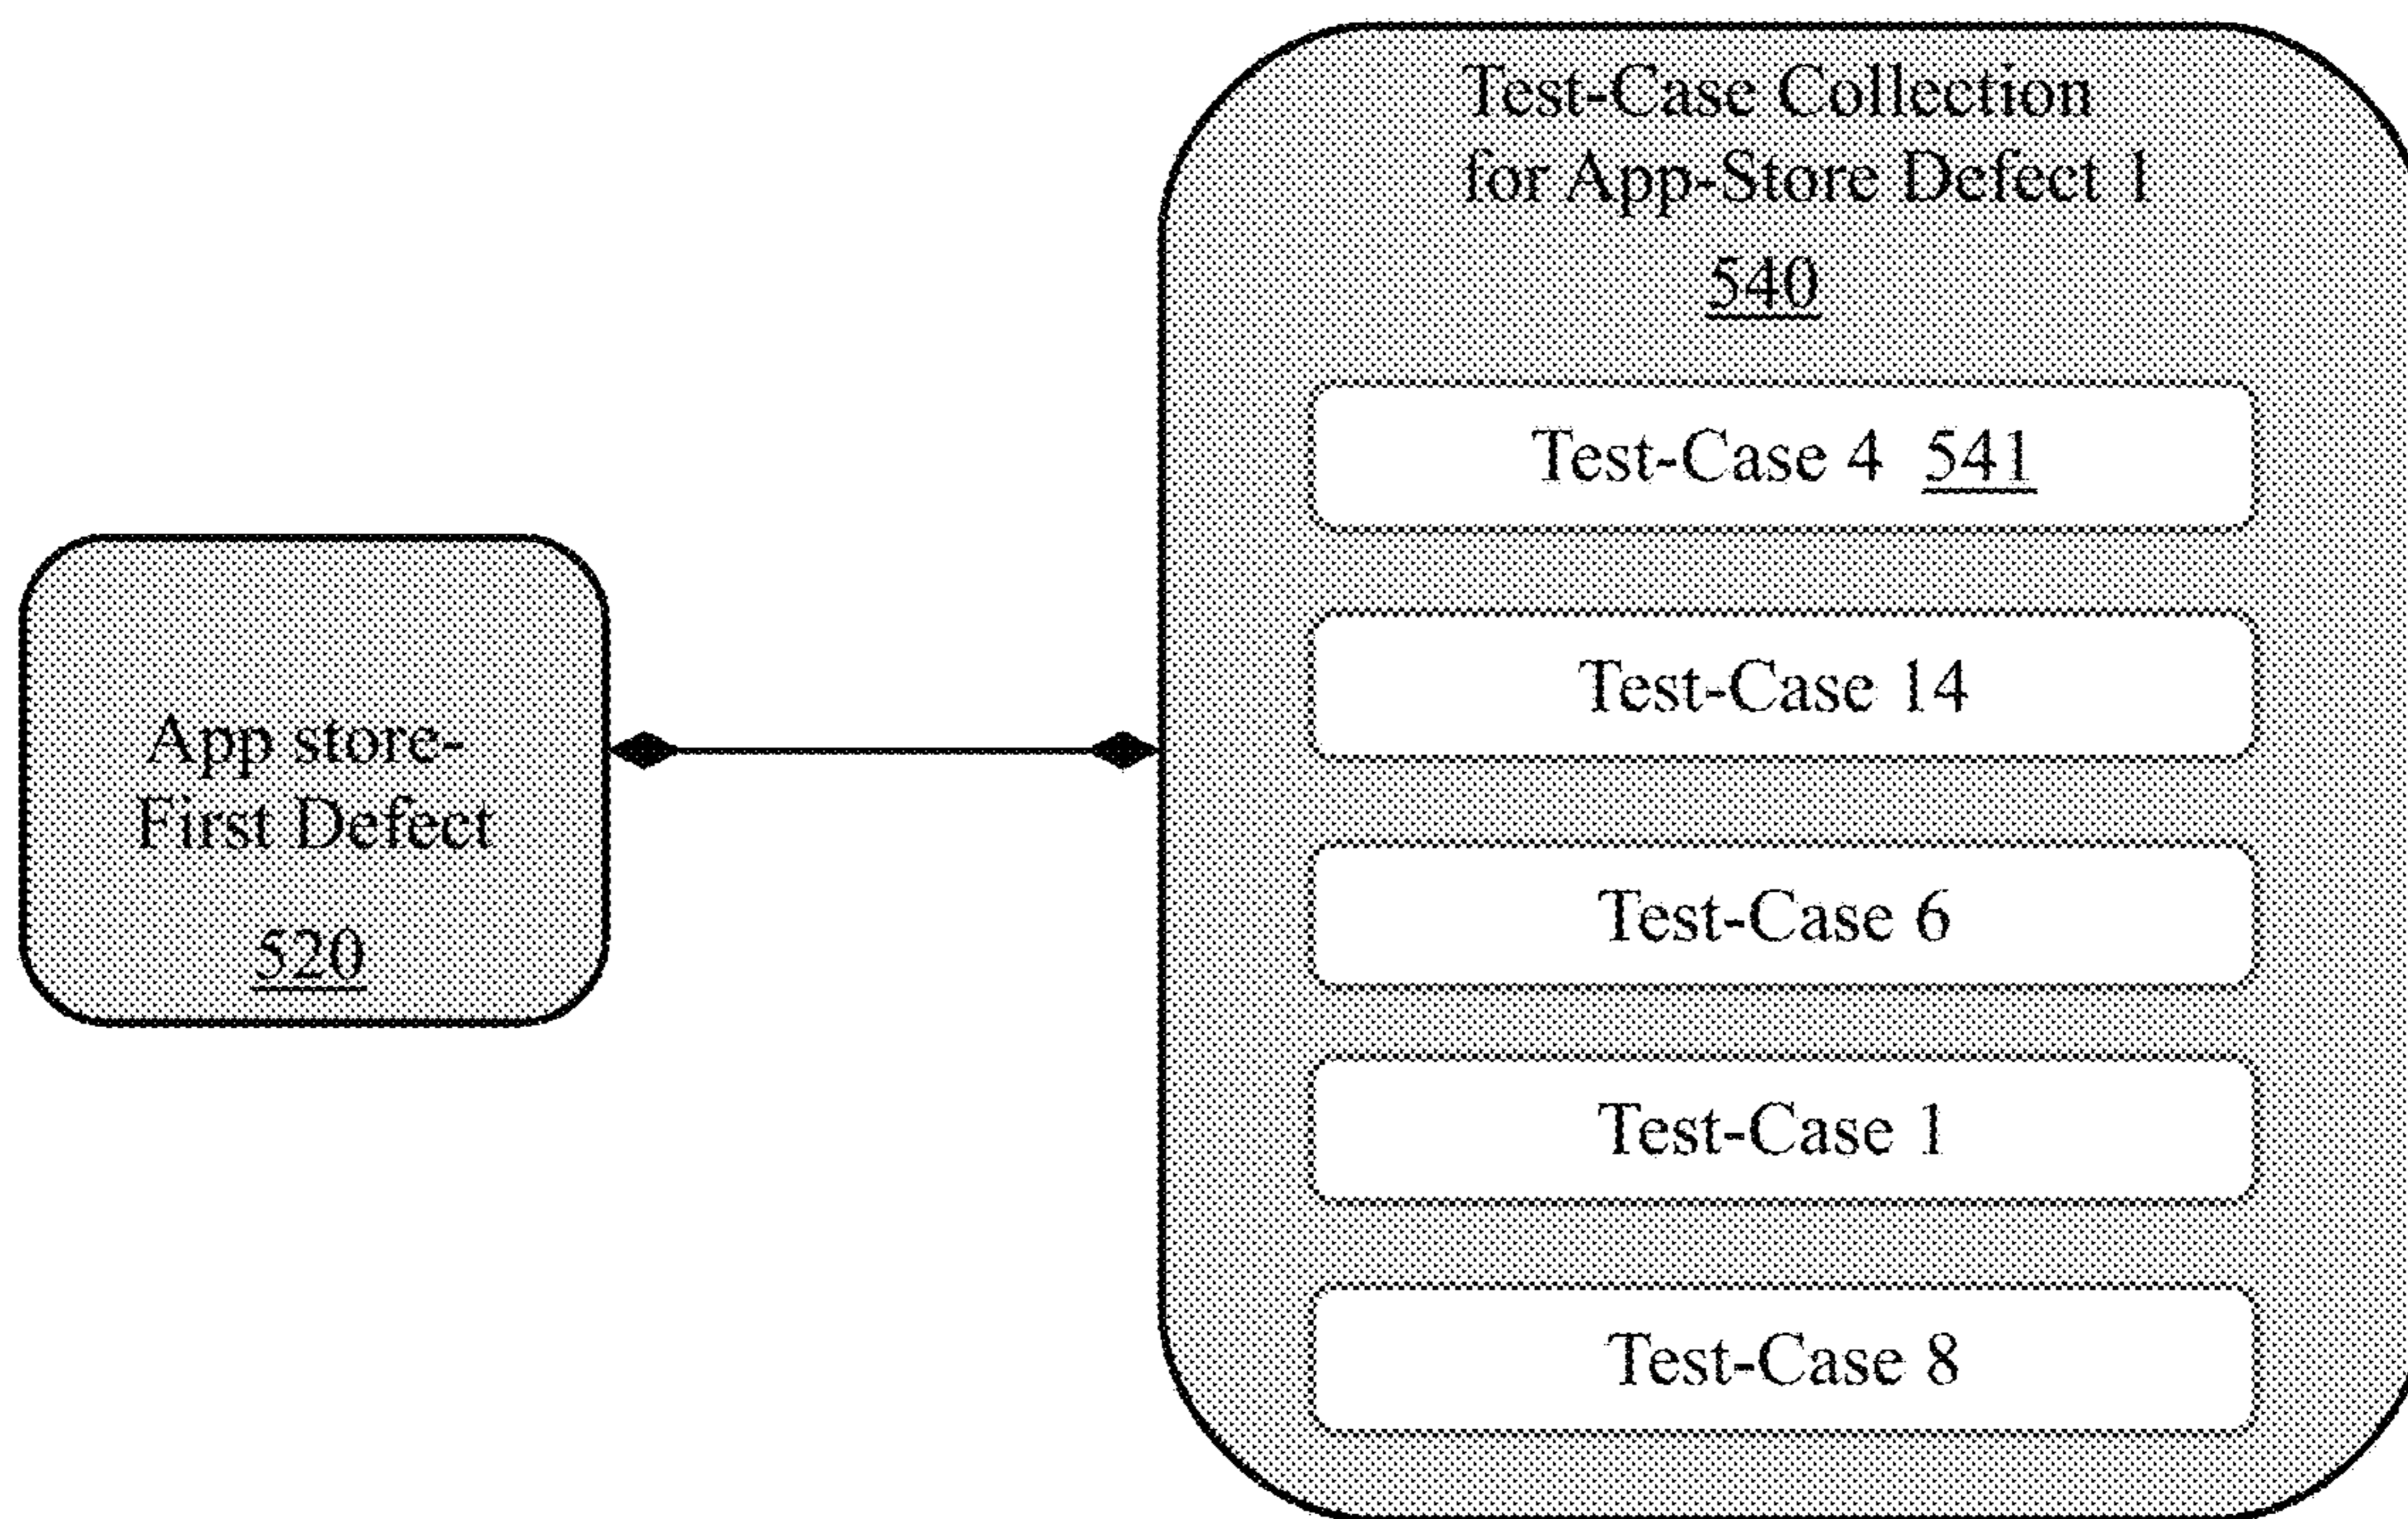 Test-Case Collection
for App-Store Defect 1
540
Test-Case 4 541
Test-Case 14
Test-Case 6
Test-Case 1
Test-Case 8
App store-
First Defect
520